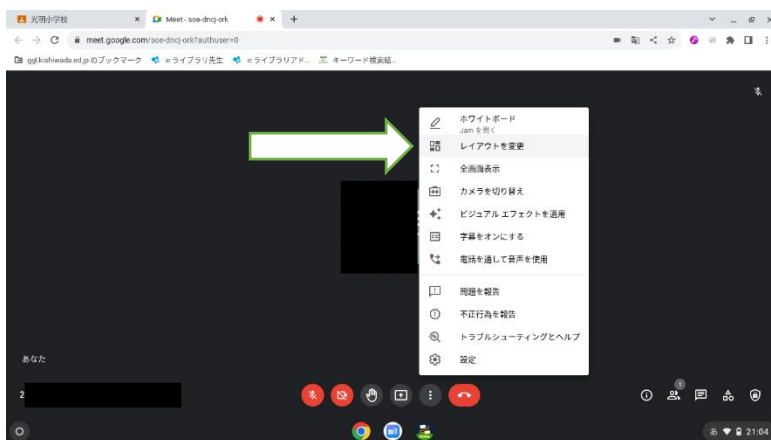 光明小学校
Meet - soe-dncj-ork
meet.google.com/soe-dncj-ork?authuser=0
ggl.kishiwada.ed.jp のブックマーク
eライブラリ先生
eライブラリアド...
キーワード検索結...
ホワイトボード
Jam を開く
レイアウトを変更
全画面表示
カメラを切り替え
ビジュアル エフェクトを適用
字幕をオンにする
電話を通して音声を使用
問題を報告
不正行為を報告
トラブルシューティングとヘルプ
設定
あなた
2
1
あ
21:04